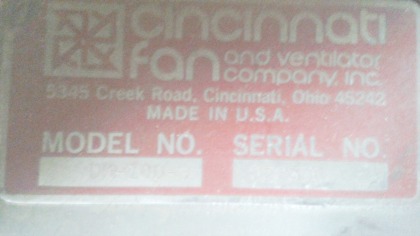 cincinnati
fan and ventilator
company, inc.
5345 Creek Road, Cincinnati, Ohio 45242
MADE IN U.S.A.
MODEL NO. SERIAL NO.